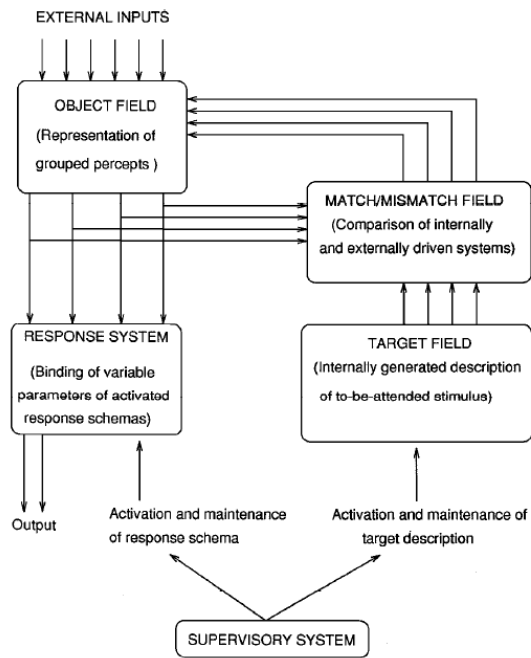 EXTERNAL INPUTS
OBJECT FIELD
(Representation of
grouped percepts )
MATCH/MISMATCH FIELD
(Comparison of internally
and externally driven systems)
RESPONSE SYSTEM
(Binding of variable
parameters of activated
response schemas)
TARGET FIELD
(Internally generated description
of to-be-attended stimulus)
Output
Activation and maintenance
of response schema
Activation and maintenance of
target description
SUPERVISORY SYSTEM